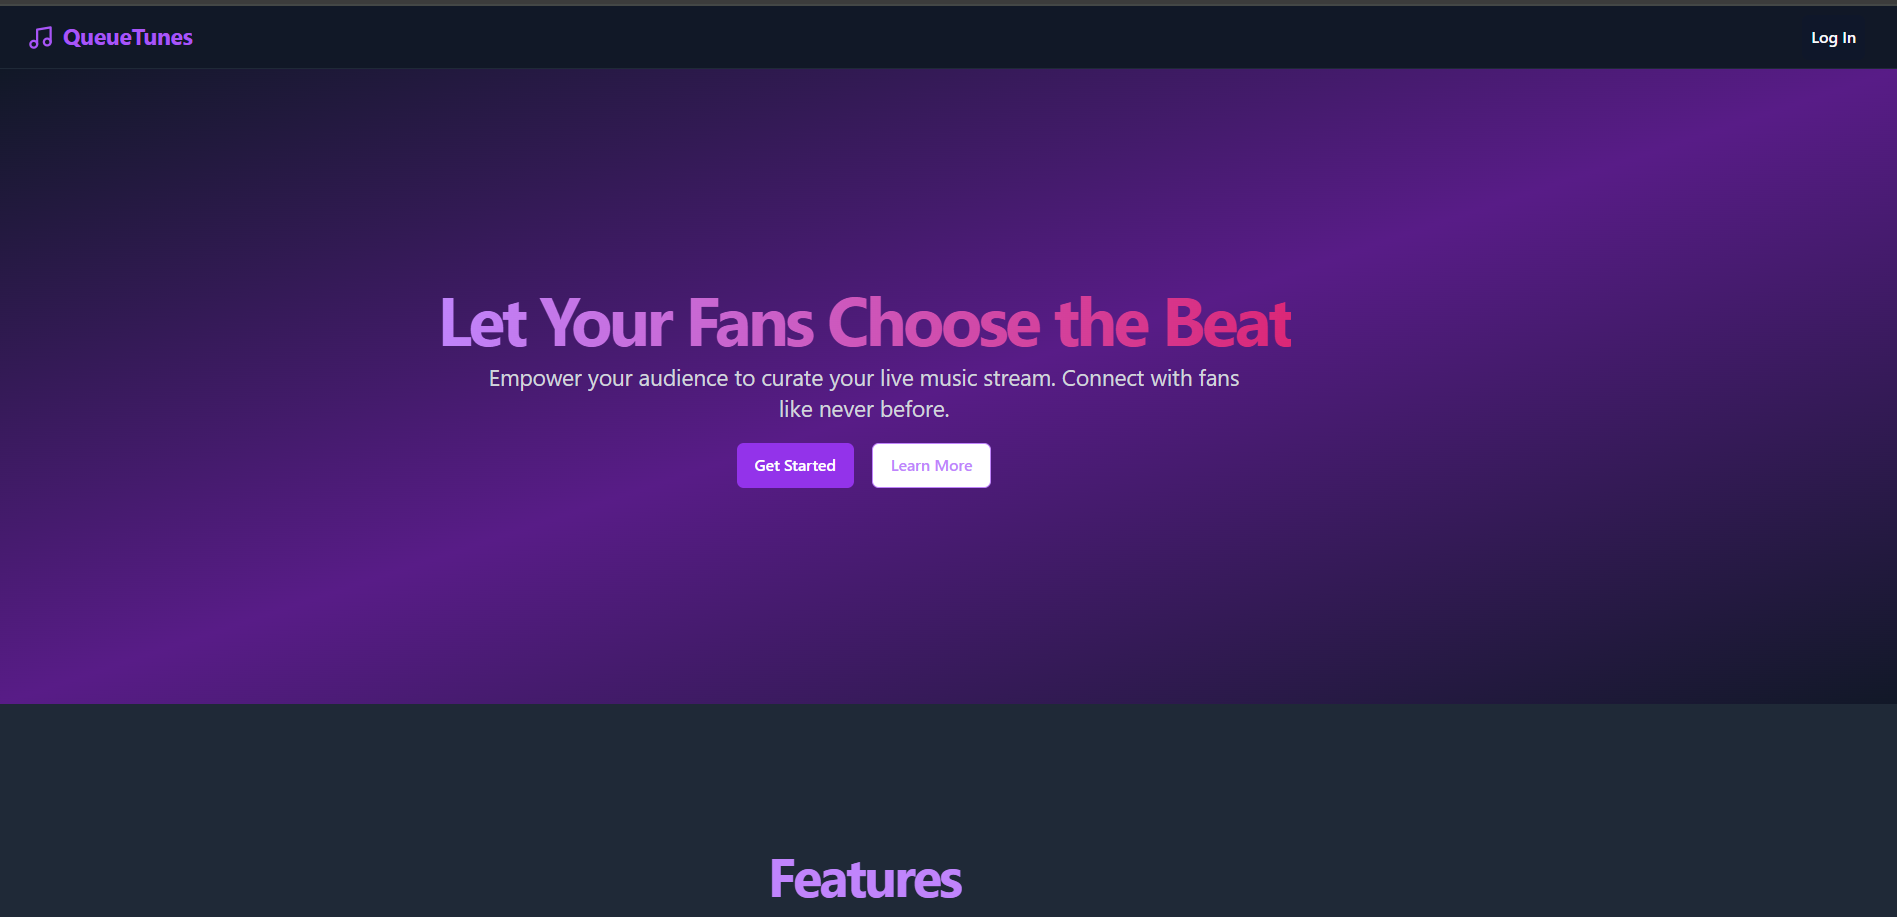 QueueTunes
Log In
Let Your Fans Choose the Beat
Empower your audience to curate your live music stream. Connect with fans
like never before.
Get Started
Learn More
Features